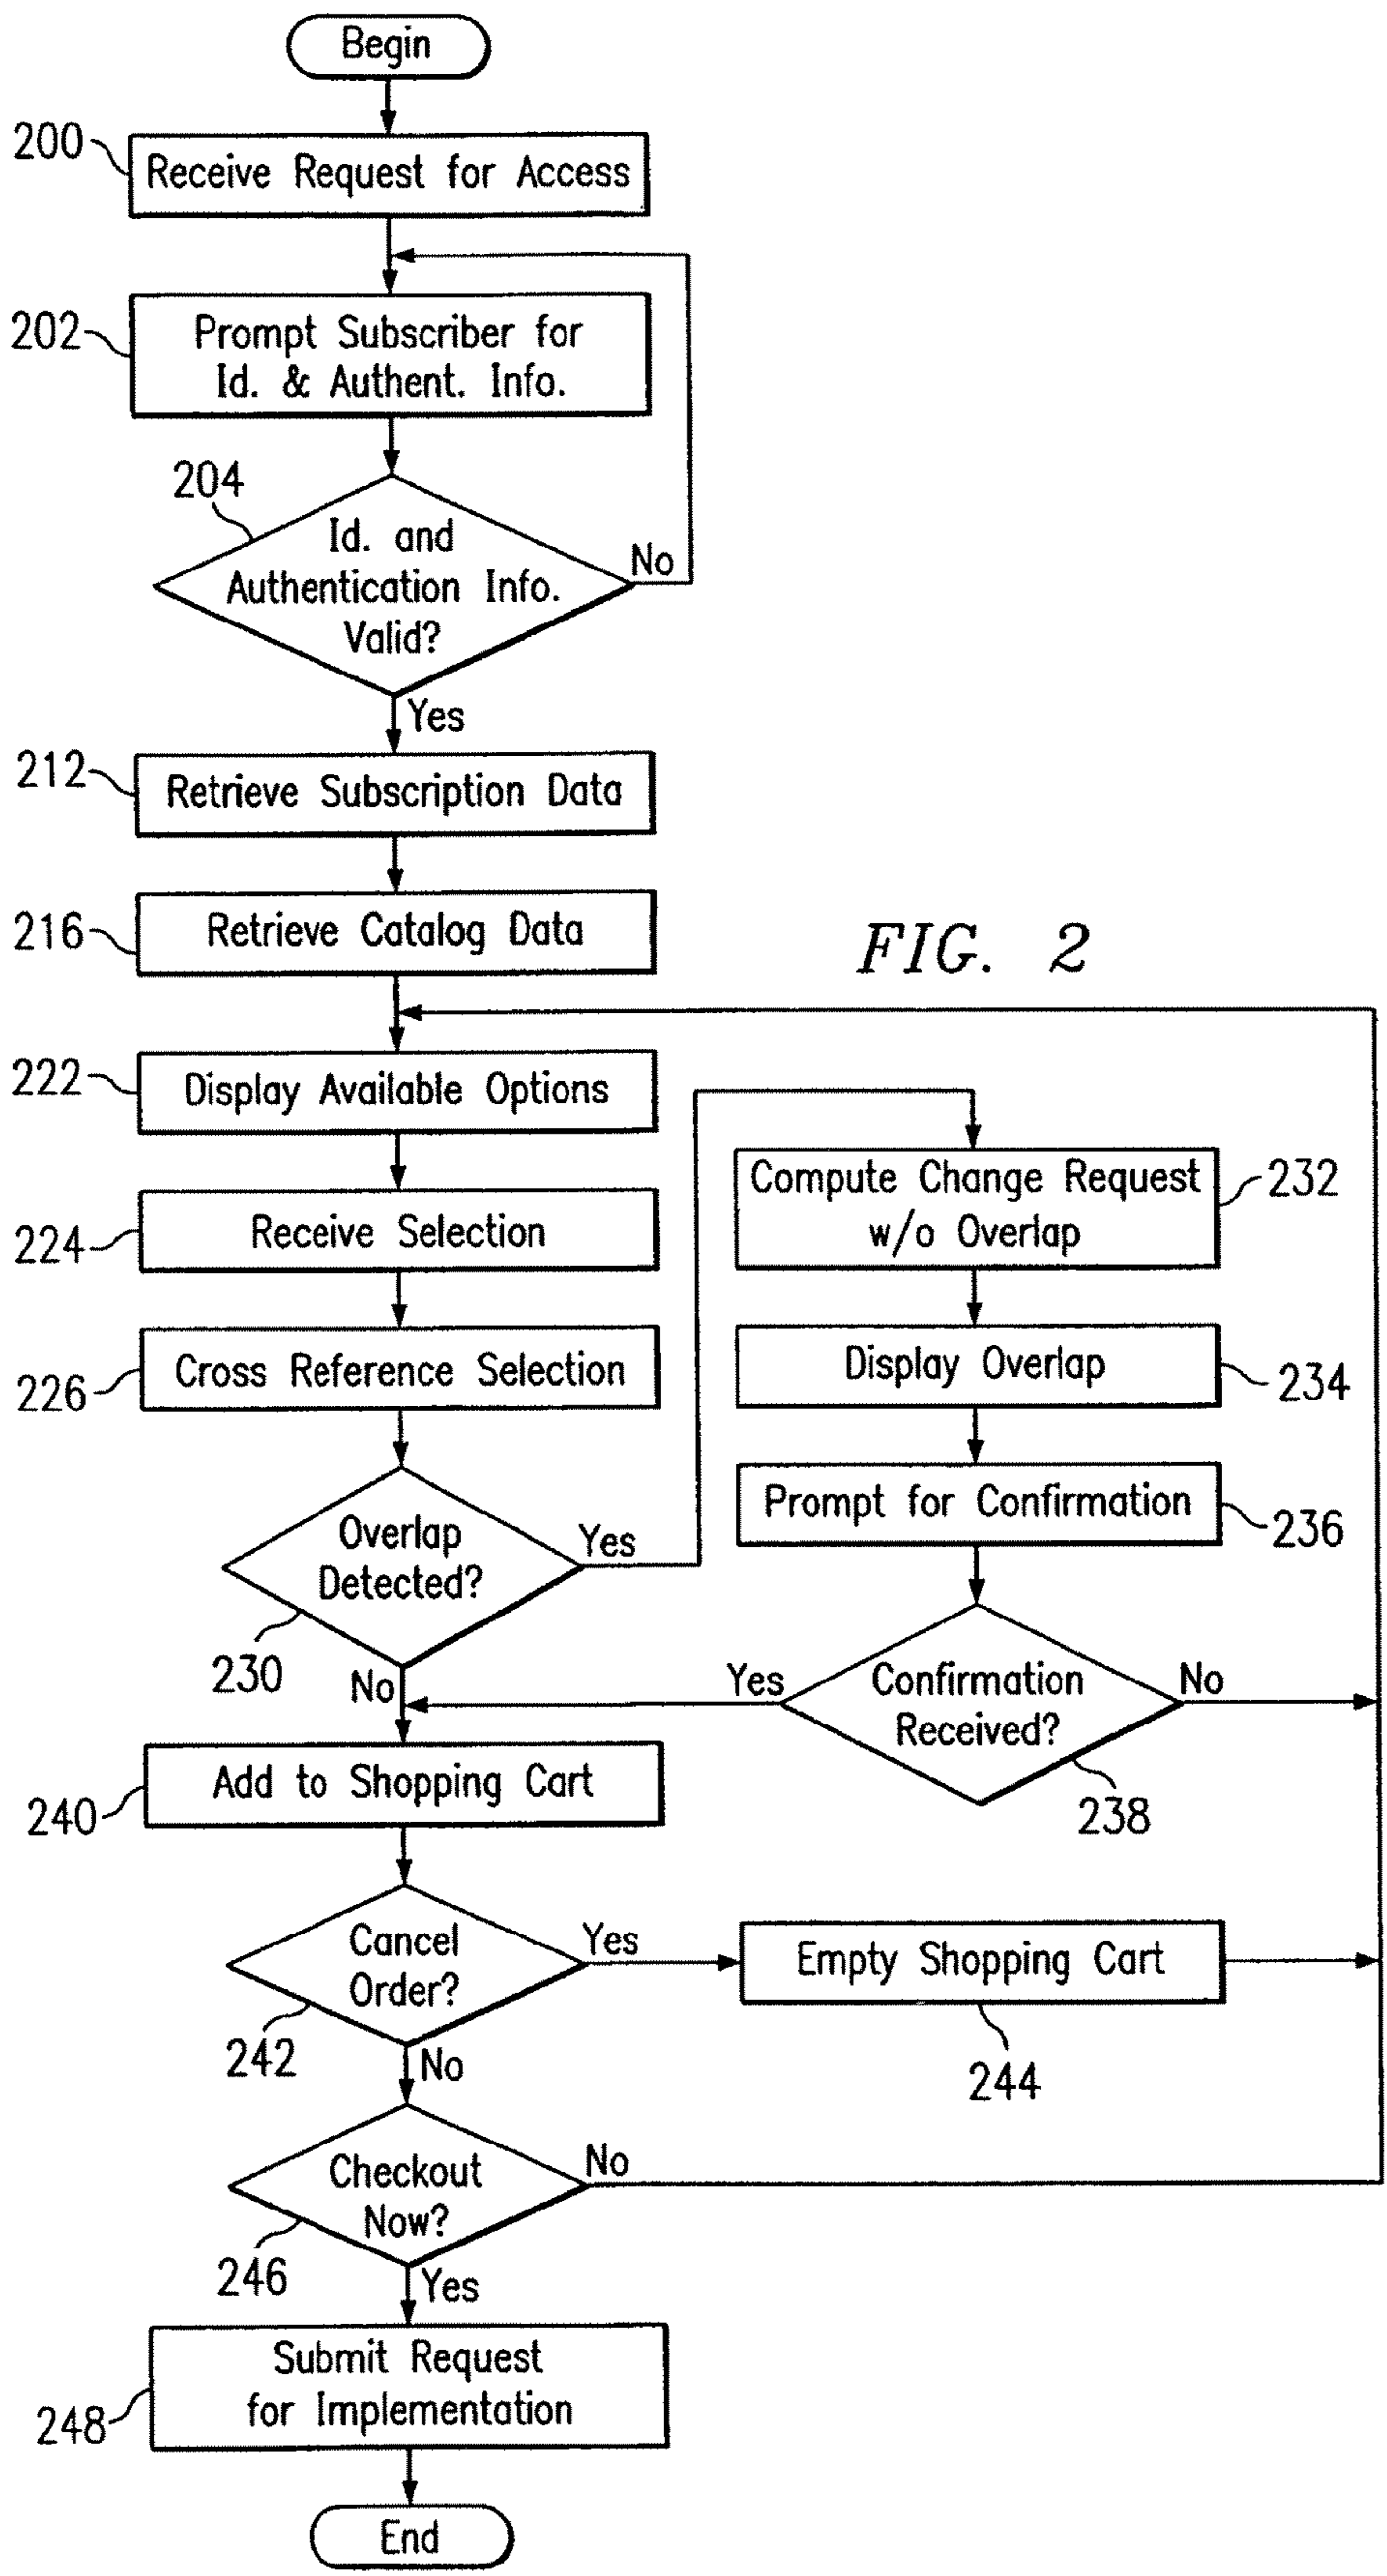 Begin
200
Receive Request for Access
202
Prompt Subscriber for
Id. & Authent. Info.
204
Id. and
Authentication Info.
Valid?
No
Yes
212
Retrieve Subscription Data
216
Retrieve Catalog Data
FIG. 2
222
Display Available Options
224
Receive Selection
226
Cross Reference Selection
Overlap
Detected?
230
Yes
No
Compute Change Request
w/o Overlap
232
Display Overlap
234
Prompt for Confirmation
236
Confirmation
Received?
Yes
No
238
Add to Shopping Cart
240
Cancel
Order?
Yes
242
No
Empty Shopping Cart
244
Checkout
Now?
No
246
Yes
Submit Request
for Implementation
248
End